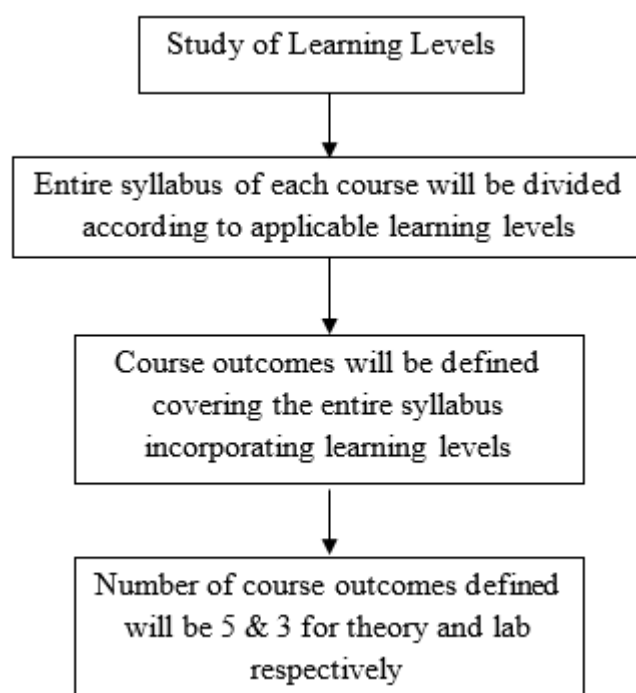 Study of Learning Levels
Entire syllabus of each course will be divided
according to applicable learning levels
Course outcomes will be defined
covering the entire syllabus
incorporating learning levels
Number of course outcomes defined
will be 5 & 3 for theory and lab
respectively